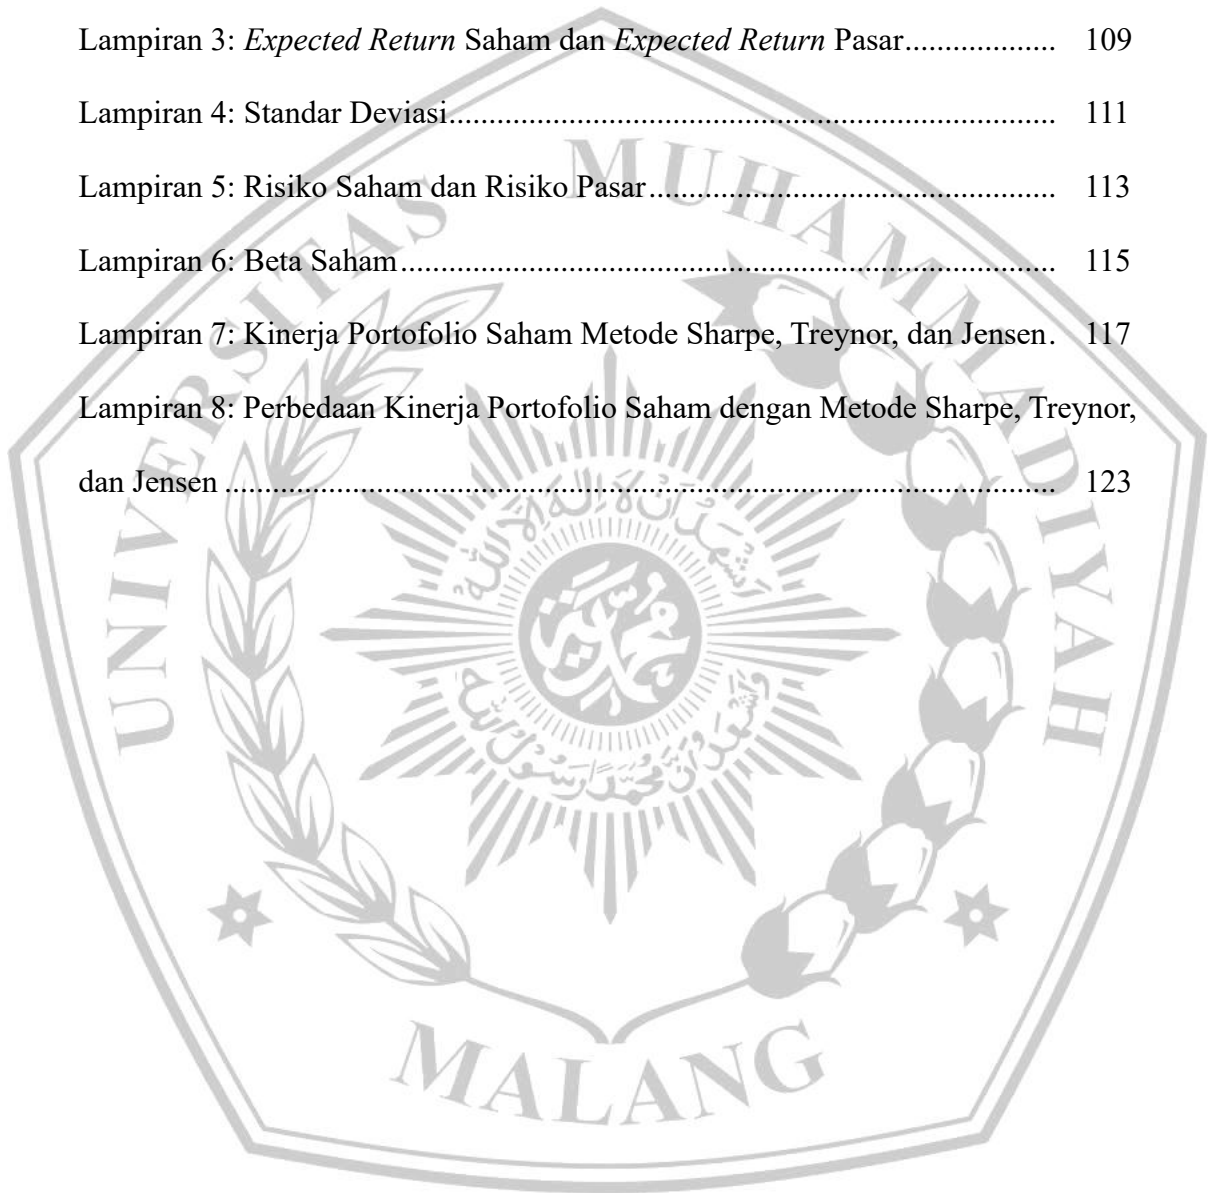 Lampiran 3: Expected Return Saham dan Expected Return Pasar................... 109
Lampiran 4: Standar Deviasi........................................................................... 111
Lampiran 5: Risiko Saham dan Risiko Pasar.................................................. 113
Lampiran 6: Beta Saham................................................................................. 115
Lampiran 7: Kinerja Portofolio Saham Metode Sharpe, Treynor, dan Jensen. 117
Lampiran 8: Perbedaan Kinerja Portofolio Saham dengan Metode Sharpe, Treynor,
dan Jensen ....................................................................................................... 123
UNIVERSITAS MUHAMMADIYAH
MALANG